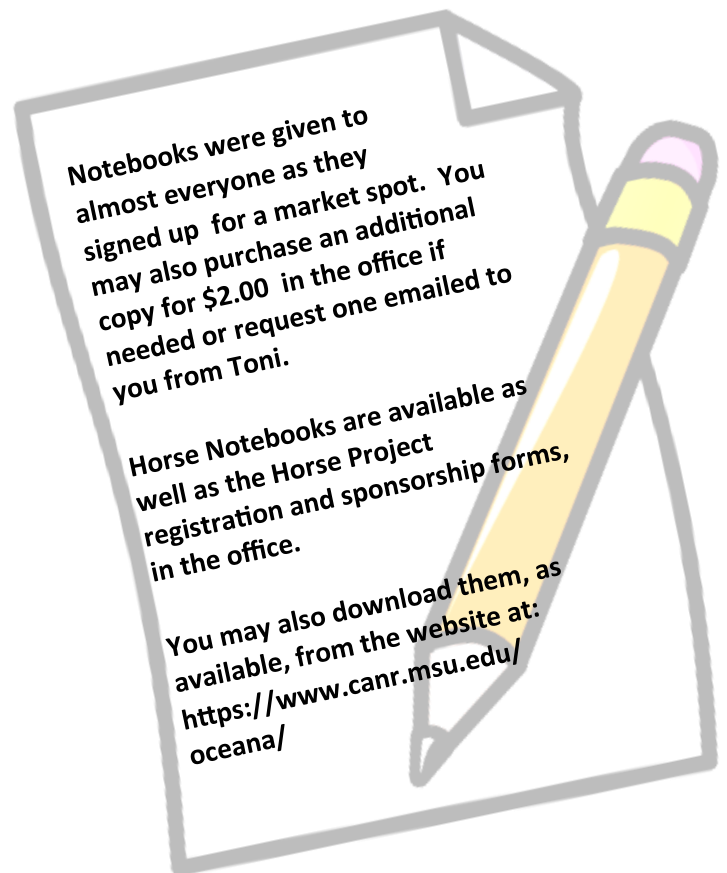 Notebooks were given to
almost everyone as they
signed up  for a market spot.  You
may also purchase an additional
copy for $2.00  in the office if
needed or request one emailed to
you from Toni.

Horse Notebooks are available as
well as the Horse Project
registration and sponsorship forms,
in the office.

You may also download them, as
available, from the website at:
https://www.canr.msu.edu/
oceana/